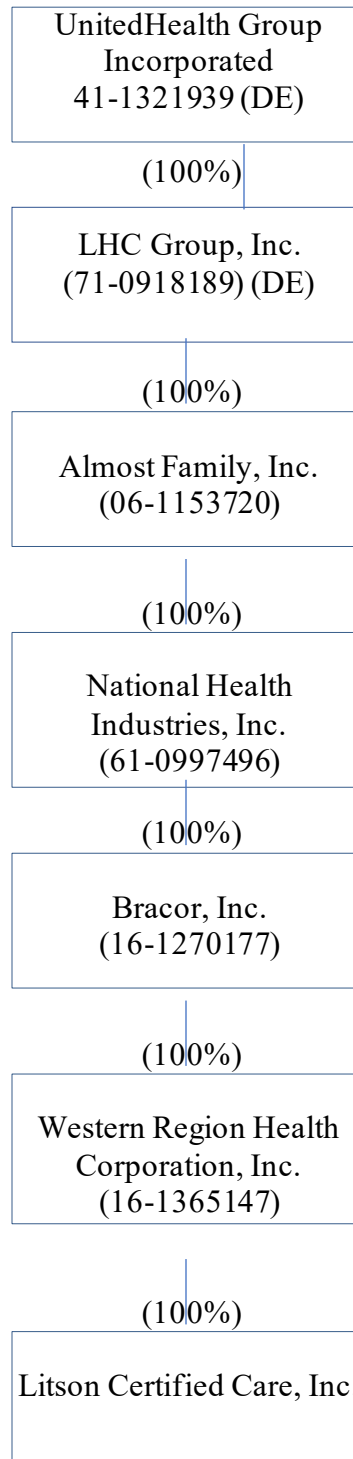 UnitedHealth Group
Incorporated
41-1321939 (DE)
(100%)
LHC Group, Inc.
(71-0918189) (DE)
(100%)
Almost Family, Inc.
(06-1153720)
(100%)
National Health
Industries, Inc.
(61-0997496)
(100%)
Bracor, Inc.
(16-1270177)
(100%)
Western Region Health
Corporation, Inc.
(16-1365147)
(100%)
Litson Certified Care, Inc